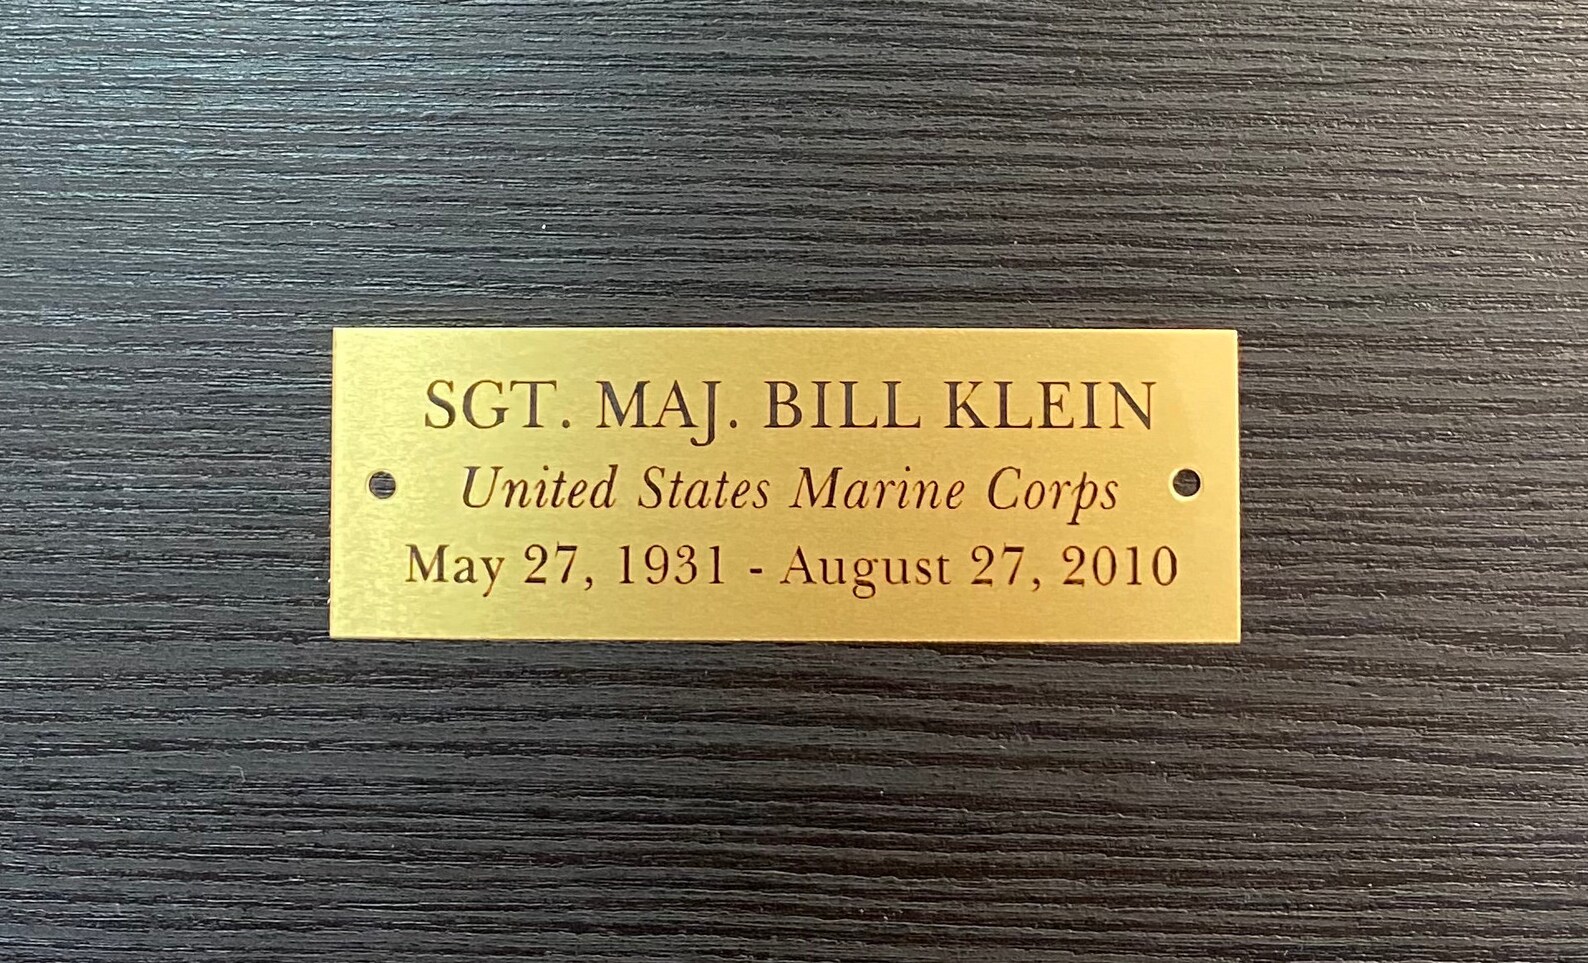 SGT. MAJ. BILL KLEIN
United States Marine Corps
May 27, 1931 - August 27, 2010